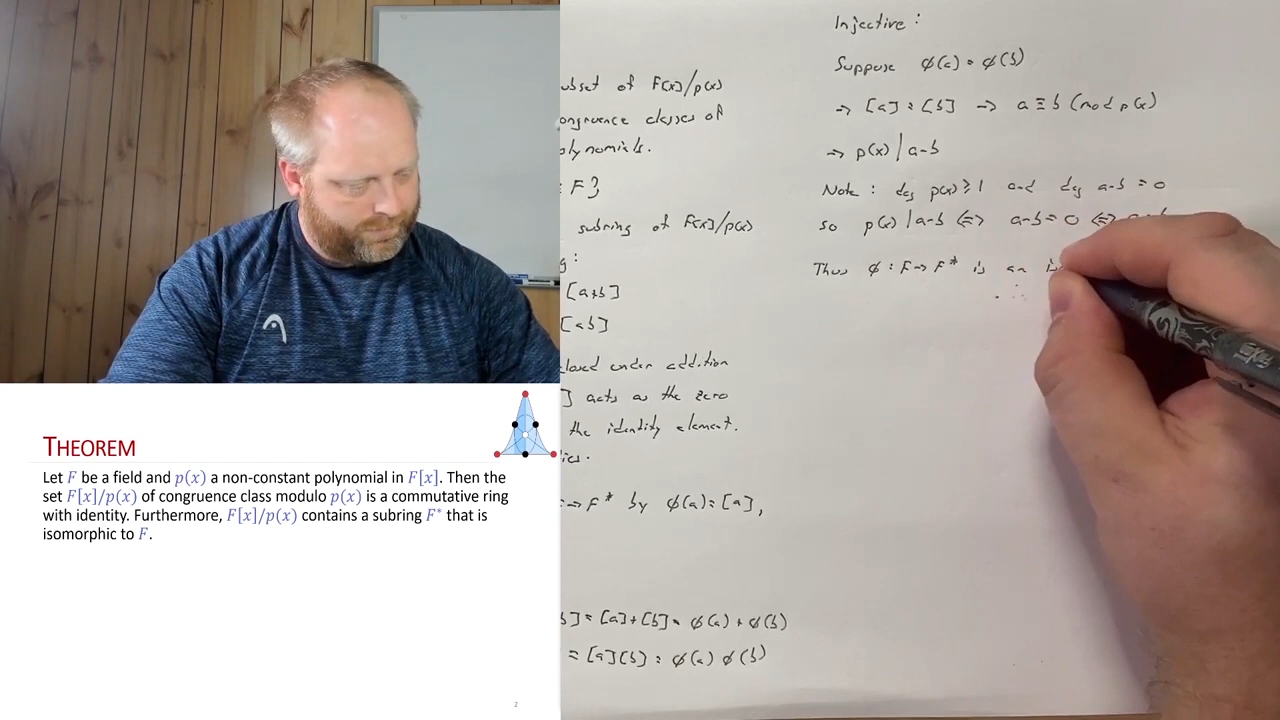 THEOREM
Let F be a field and p(x) a non-constant polynomial in F[x]. Then the
set F[x]/p(x) of congruence class modulo p(x) is a commutative ring
with identity. Furthermore, F[x]/p(x) contains a subring F* that is
isomorphic to F.
2
ubset of F[x]/p(x)
ongruence classes of
olynomials.
F}
subring of F[x]/p(x)
g:
[a+b]
[ab]
closed under addition
] acts as the zero
the identity element.
→ F* by φ(a)=[a],
b] = [a]+[b] = φ(a) + φ(b)
= [a][b] = φ(a) φ(b)
Injective:
Suppose φ(a) = φ(b)
→ [a] = [b] → a ≡ b (mod p(x))
→ p(x) | a-b
Note: deg p(x) ≥ 1 and deg a-b = 0
so p(x) | a-b ⟺ a-b = 0 ⟺ a=b
Thus φ: F→F* is an is